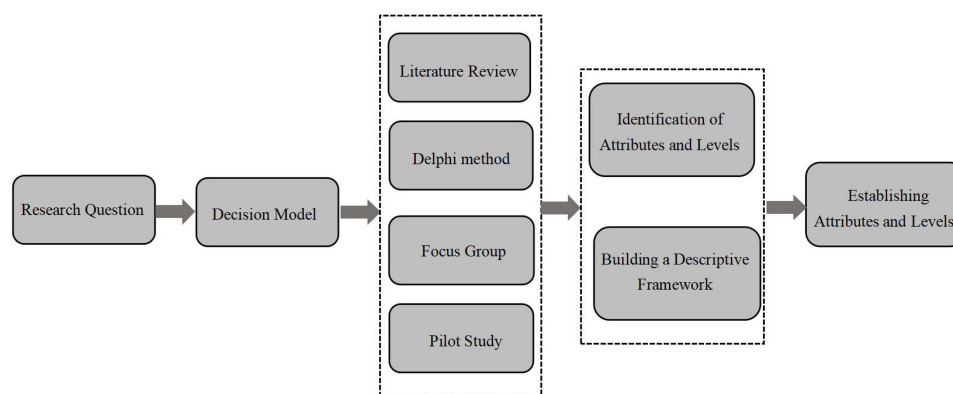 Research Question
Decision Model
Literature Review
Delphi method
Focus Group
Pilot Study
Identification of
Attributes and Levels
Building a Descriptive
Framework
Establishing
Attributes and Levels